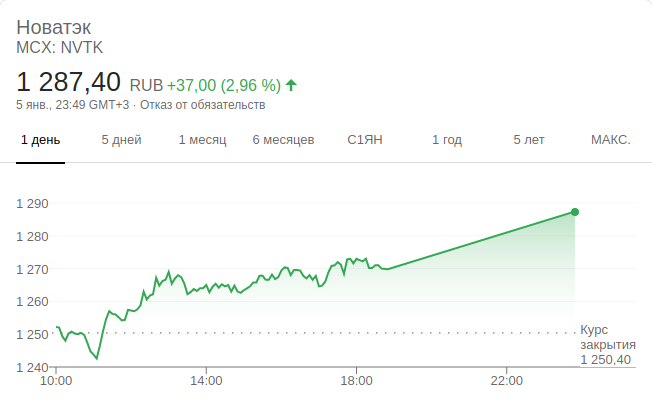 Новатэк
MCX: NVTK
1 287,40 RUB +37,00 (2,96 %)
5 янв., 23:49 GMT+3 · Отказ от обязательств
1 день 5 дней 1 месяц 6 месяцев С1ЯН 1 год 5 лет МАКС.
1 290
1 280
1 270
1 260
1 250
1 240
Курс
закрытия
1 250,40
10:00 14:00 18:00 22:00